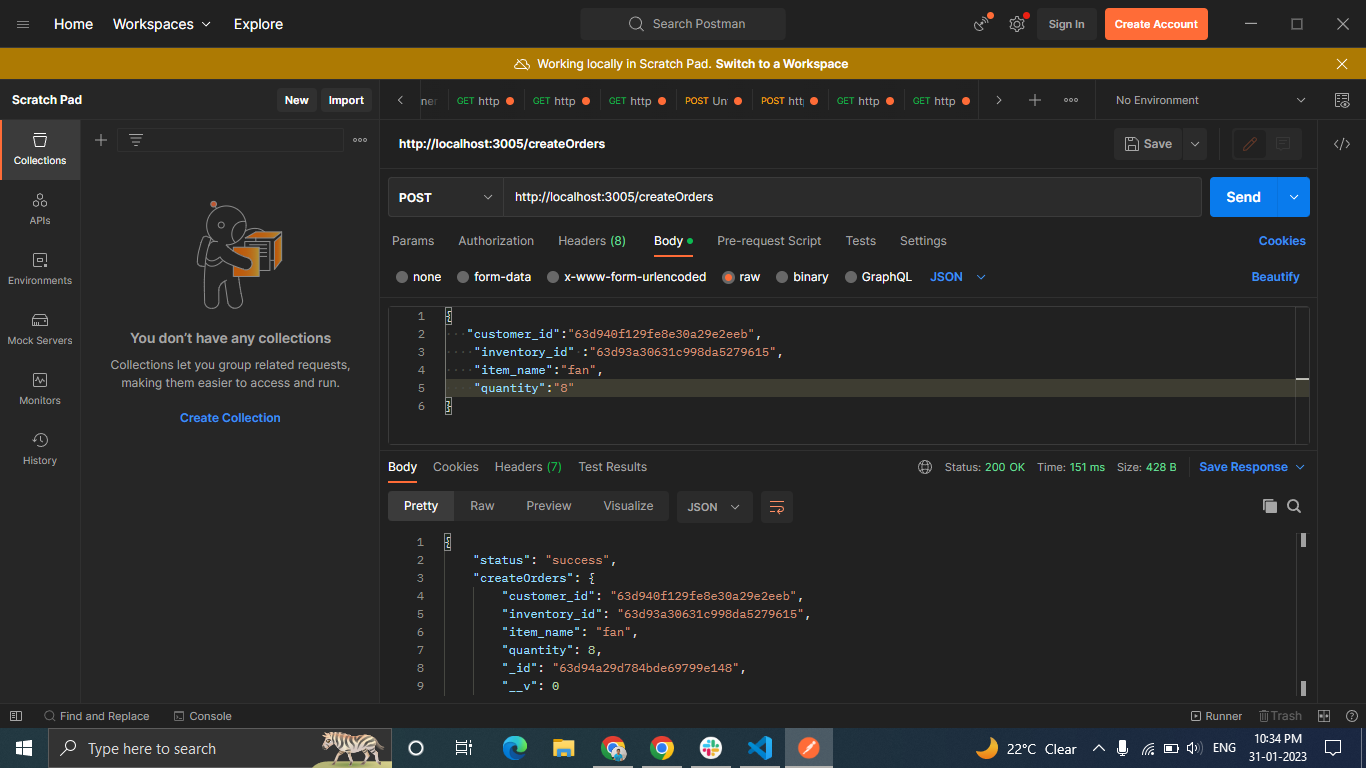 Home Workspaces Explore Search Postman Sign In Create Account
Working locally in Scratch Pad. Switch to a Workspace
Scratch Pad New Import
GET http GET http GET http POST POST GET http GET http No Environment
Collections
APIs
Environments
Mock Servers
Monitors
History
You don't have any collections
Collections let you group related requests,
making them easier to access and run.
Create Collection
http://localhost:3005/createOrders Save
POST http://localhost:3005/createOrders Send
Params Authorization Headers (8) Body Pre-request Script Tests Settings Cookies
none form-data x-www-form-urlencoded raw binary GraphQL JSON Beautify
1 {
2 "customer_id":"63d940f129fe8e30a29e2eeb",
3 "inventory_id" :"63d93a30631c998da5279615",
4 "item_name":"fan",
5 "quantity":"8"
6 }
Body Cookies Headers (7) Test Results Status: 200 OK Time: 151 ms Size: 428 B Save Response
Pretty Raw Preview Visualize JSON
1 {
2 "status": "success",
3 "createOrders": {
4 "customer_id": "63d940f129fe8e30a29e2eeb",
5 "inventory_id": "63d93a30631c998da5279615",
6 "item_name": "fan",
7 "quantity": 8,
8 "_id": "63d94a29d784bde69799e148",
9 "__v": 0
Find and Replace Console Runner Trash
Type here to search 22°C Clear ENG 10:34 PM
31-01-2023